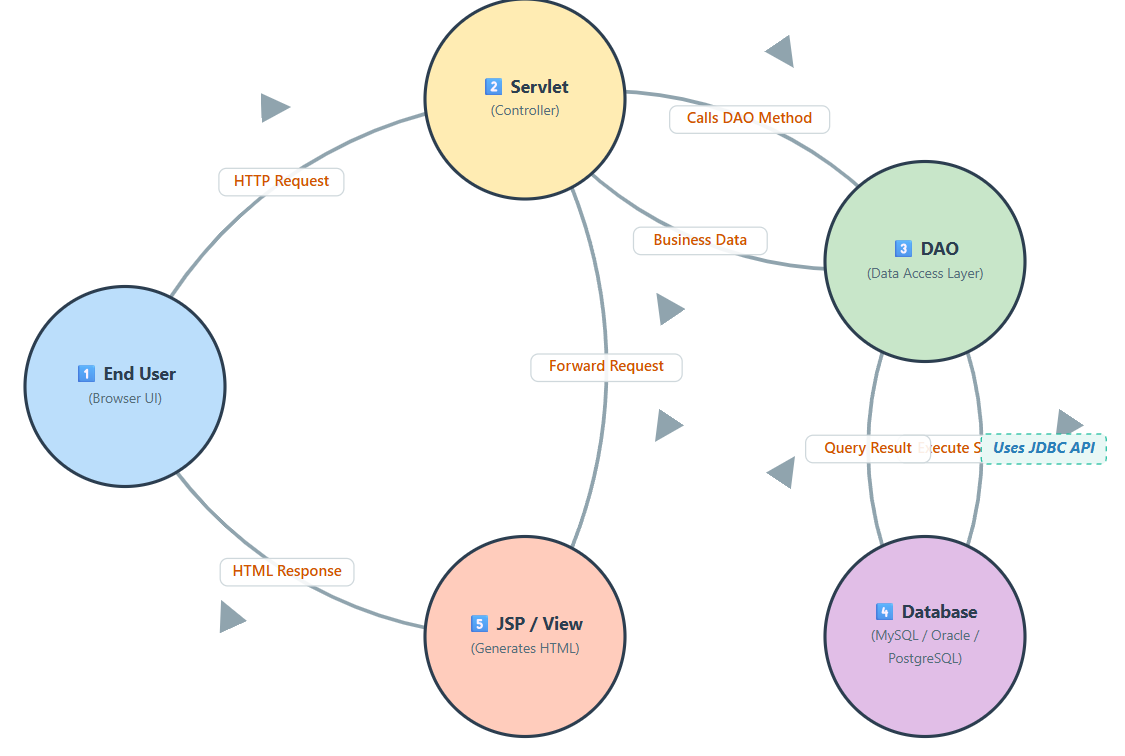 2 Servlet
(Controller)
Calls DAO Method
HTTP Request
Business Data
3 DAO
(Data Access Layer)
1 End User
(Browser UI)
Forward Request
Query Result
Uses JDBC API
HTML Response
5 JSP / View
(Generates HTML)
4 Database
(MySQL / Oracle /
PostgreSQL)